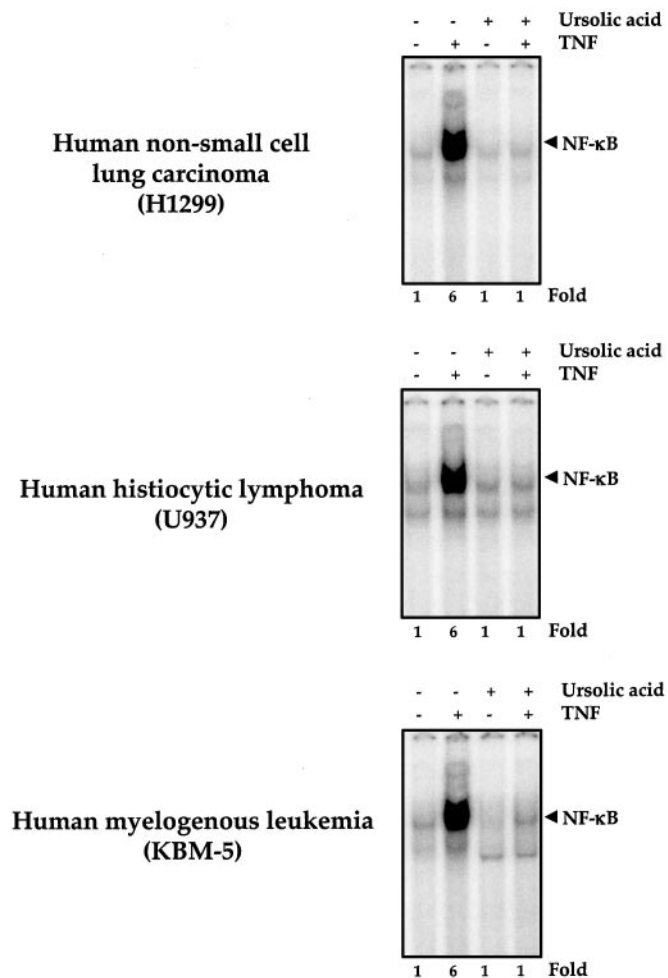 - - + + Ursolic acid
- + - + TNF
Human non-small cell
lung carcinoma
(H1299)
NF-κB
1 6 1 1 Fold
- - + + Ursolic acid
- + - + TNF
Human histiocytic lymphoma
(U937)
NF-κB
1 6 1 1 Fold
- - + + Ursolic acid
- + - + TNF
Human myelogenous leukemia
(KBM-5)
NF-κB
1 6 1 1 Fold